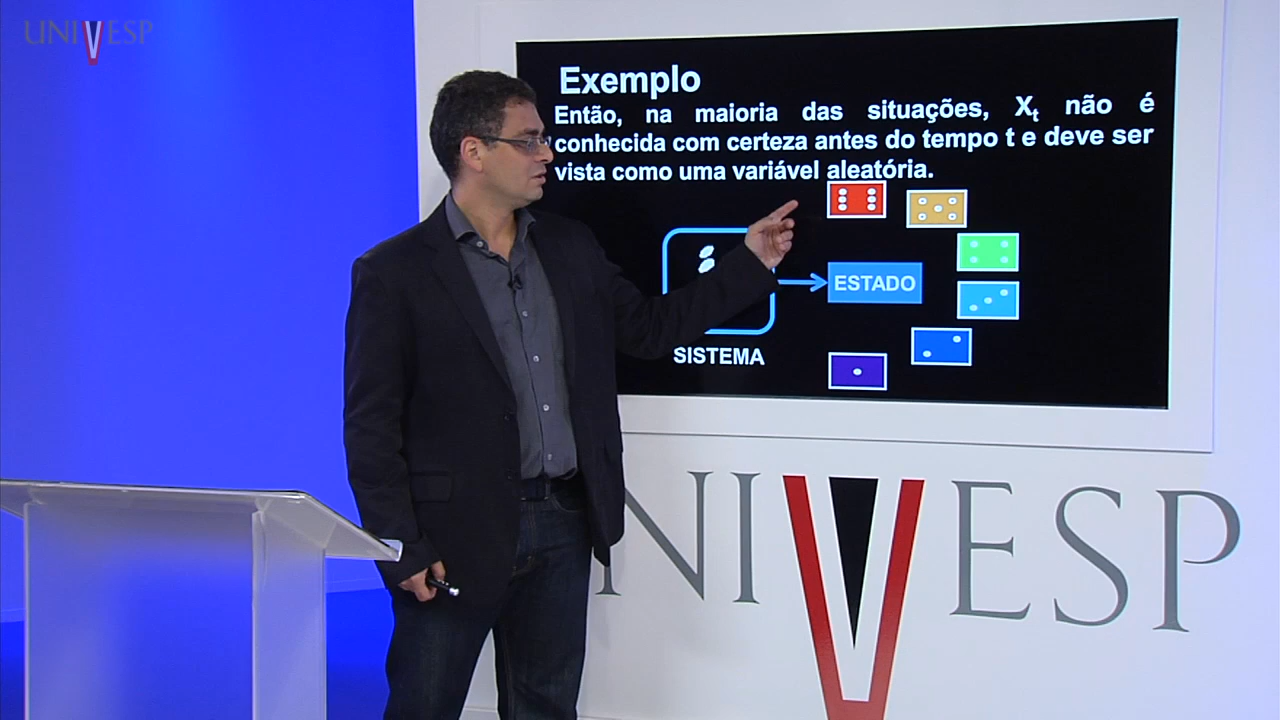 UNIVESP
Exemplo
Então, na maioria das situações, Xt não é
conhecida com certeza antes do tempo t e deve ser
vista como uma variável aleatória.
ESTADO
SISTEMA
UNIVESP